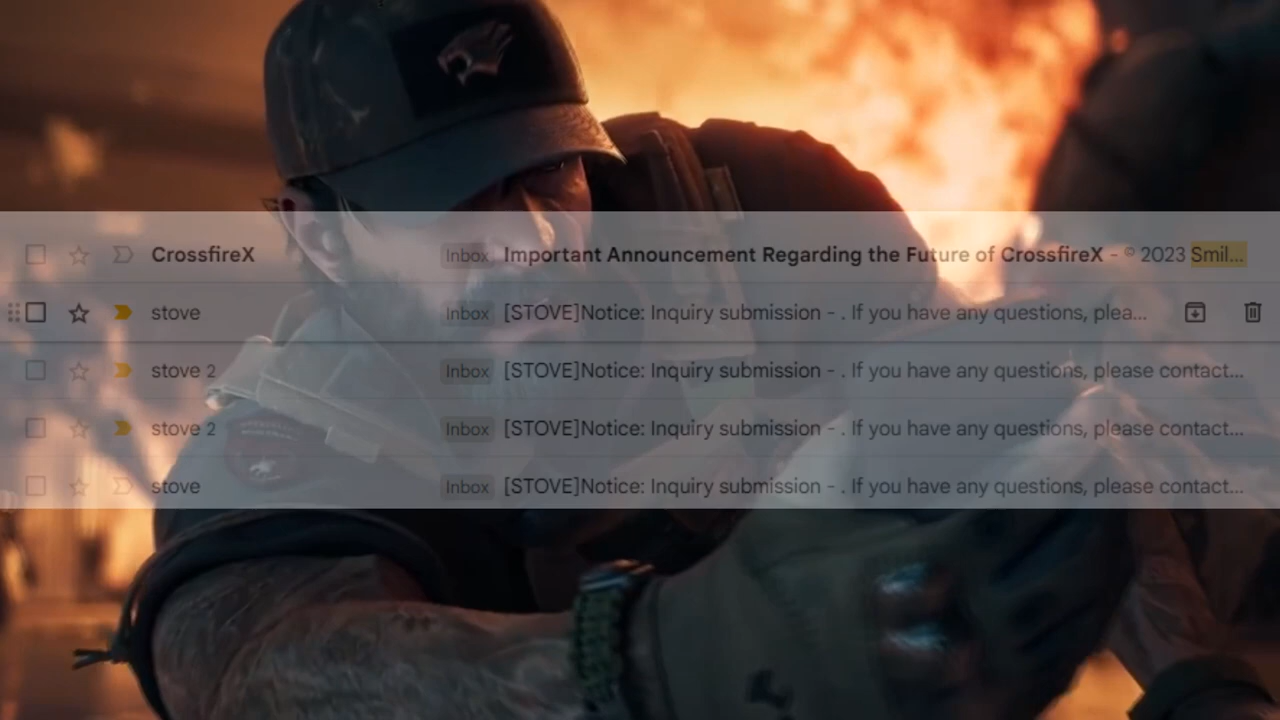 CrossfireX Inbox Important Announcement Regarding the Future of CrossfireX - © 2023 Smil...
stove Inbox [STOVE]Notice: Inquiry submission - . If you have any questions, plea...
stove 2 Inbox [STOVE]Notice: Inquiry submission - . If you have any questions, please contact...
stove 2 Inbox [STOVE]Notice: Inquiry submission - . If you have any questions, please contact...
stove Inbox [STOVE]Notice: Inquiry submission - . If you have any questions, please contact...